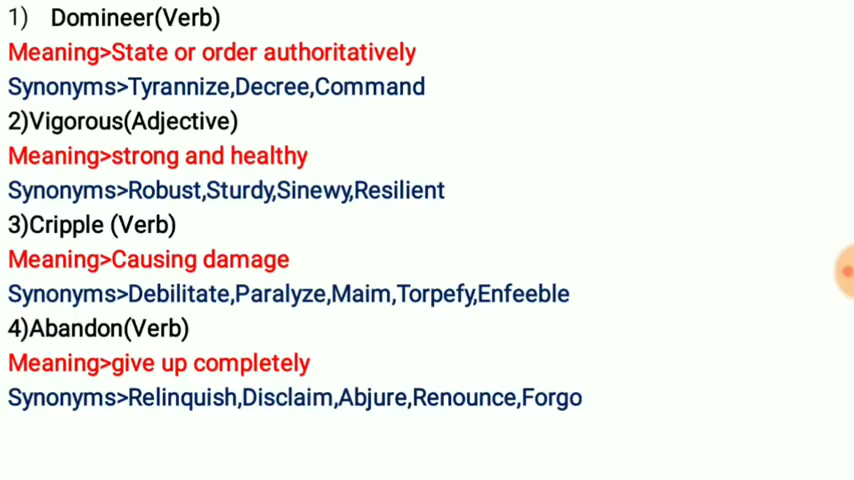 1) Domineer(Verb)
Meaning>State or order authoritatively
Synonyms>Tyrannize,Decree,Command
2)Vigorous(Adjective)
Meaning>strong and healthy
Synonyms>Robust,Sturdy,Sinewy,Resilient
3)Cripple (Verb)
Meaning>Causing damage
Synonyms>Debilitate,Paralyze,Maim,Torpefy,Enfeeble
4)Abandon(Verb)
Meaning>give up completely
Synonyms>Relinquish,Disclaim,Abjure,Renounce,Forgo